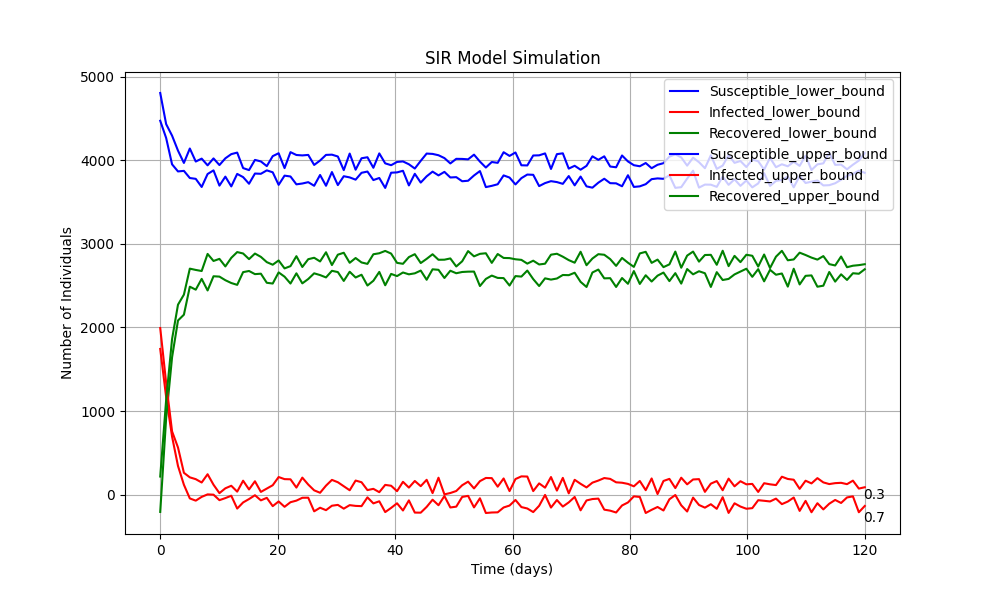 SIR Model Simulation
5000
4000
3000
2000
1000
0
Number of Individuals
Susceptible_lower_bound
Infected_lower_bound
Recovered_lower_bound
Susceptible_upper_bound
Infected_upper_bound
Recovered_upper_bound
0.3
0.7
0 20 40 60 80 100 120
Time (days)